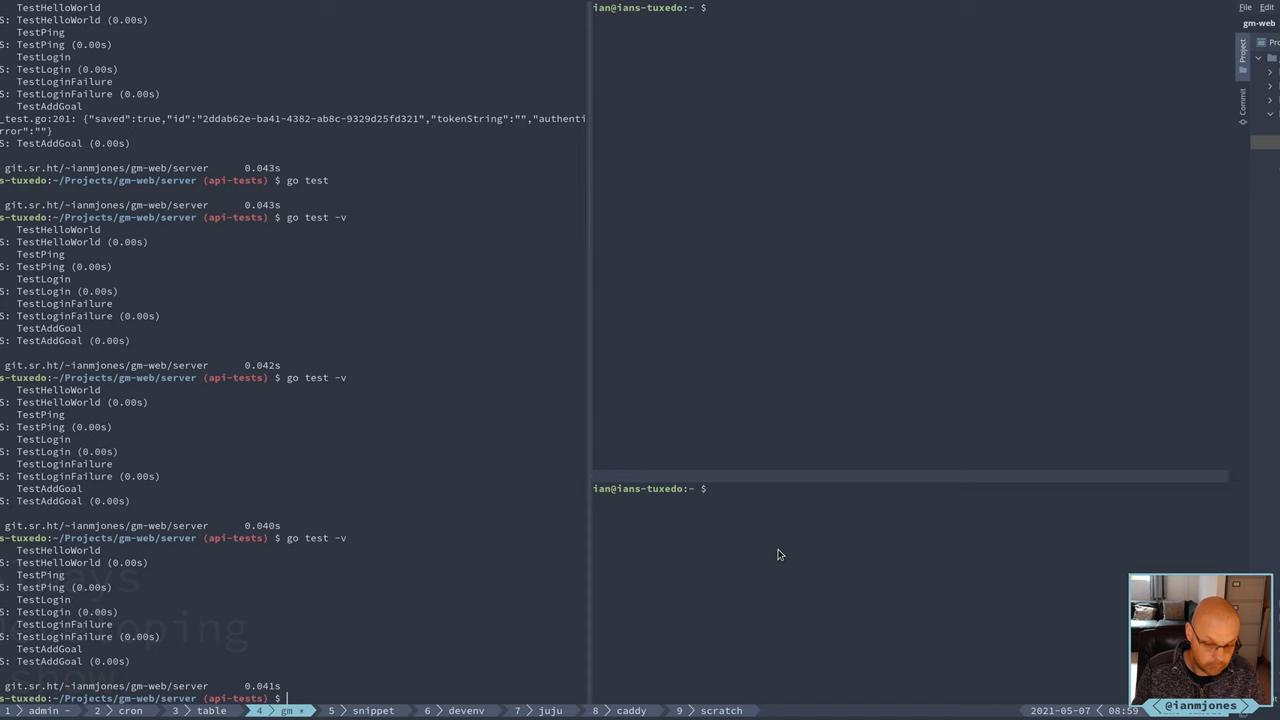 TestHelloWorld
S: TestHelloWorld (0.00s)
TestPing
S: TestPing (0.00s)
TestLogin
S: TestLogin (0.00s)
TestLoginFailure
S: TestLoginFailure (0.00s)
TestAddGoal
_test.go:201: {"saved":true,"id":"2ddab62e-ba41-4382-ab8c-9329d25fd321","tokenString":"","authenti
rror":""}
S: TestAddGoal (0.00s)
git.sr.ht/~ianmjones/gm-web/server 0.043s
s-tuxedo:~/Projects/gm-web/server (api-tests) $ go test
git.sr.ht/~ianmjones/gm-web/server 0.043s
s-tuxedo:~/Projects/gm-web/server (api-tests) $ go test -v
TestHelloWorld
S: TestHelloWorld (0.00s)
TestPing
S: TestPing (0.00s)
TestLogin
S: TestLogin (0.00s)
TestLoginFailure
S: TestLoginFailure (0.00s)
TestAddGoal
S: TestAddGoal (0.00s)
git.sr.ht/~ianmjones/gm-web/server 0.042s
s-tuxedo:~/Projects/gm-web/server (api-tests) $ go test -v
TestHelloWorld
S: TestHelloWorld (0.00s)
TestPing
S: TestPing (0.00s)
TestLogin
S: TestLogin (0.00s)
TestLoginFailure
S: TestLoginFailure (0.00s)
TestAddGoal
S: TestAddGoal (0.00s)
git.sr.ht/~ianmjones/gm-web/server 0.040s
s-tuxedo:~/Projects/gm-web/server (api-tests) $ go test -v
TestHelloWorld
S: TestHelloWorld (0.00s)
TestPing
S: TestPing (0.00s)
TestLogin
S: TestLogin (0.00s)
TestLoginFailure
S: TestLoginFailure (0.00s)
TestAddGoal
S: TestAddGoal (0.00s)
git.sr.ht/~ianmjones/gm-web/server 0.041s
s-tuxedo:~/Projects/gm-web/server (api-tests) $
ian@ians-tuxedo:~ $
ian@ians-tuxedo:~ $
File Edit
gm-web
Project
Pro
Commit
@ianmjones
1 admin - 2 cron 3 table 4 gm * 5 snippet 6 devenv 7 juju 8 caddy 9 scratch 2021-05-07 08:59